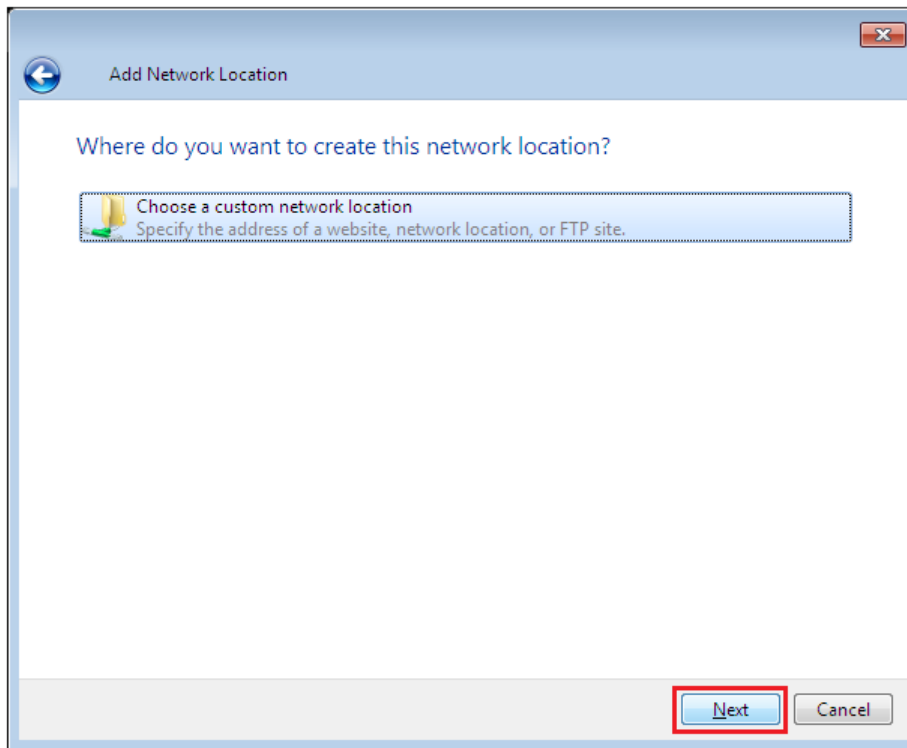 Add Network Location
Where do you want to create this network location?
Choose a custom network location
Specify the address of a website, network location, or FTP site.
Next Cancel